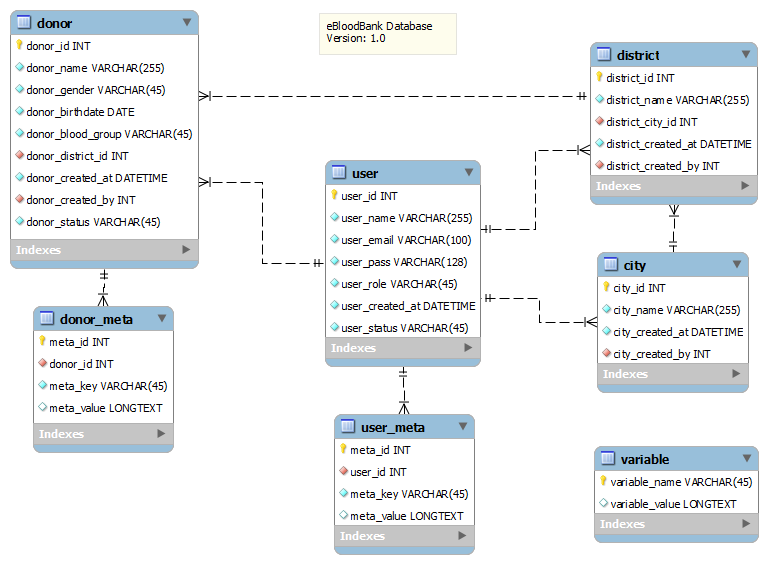 eBloodBank Database
Version: 1.0
donor
donor_id INT
donor_name VARCHAR(255)
donor_gender VARCHAR(45)
donor_birthdate DATE
donor_blood_group VARCHAR(45)
donor_district_id INT
donor_created_at DATETIME
donor_created_by INT
donor_status VARCHAR(45)
Indexes
donor_meta
meta_id INT
donor_id INT
meta_key VARCHAR(45)
meta_value LONGTEXT
Indexes
user
user_id INT
user_name VARCHAR(255)
user_email VARCHAR(100)
user_pass VARCHAR(128)
user_role VARCHAR(45)
user_created_at DATETIME
user_status VARCHAR(45)
Indexes
user_meta
meta_id INT
user_id INT
meta_key VARCHAR(45)
meta_value LONGTEXT
Indexes
district
district_id INT
district_name VARCHAR(255)
district_city_id INT
district_created_at DATETIME
district_created_by INT
Indexes
city
city_id INT
city_name VARCHAR(255)
city_created_at DATETIME
city_created_by INT
Indexes
variable
variable_name VARCHAR(45)
variable_value LONGTEXT
Indexes